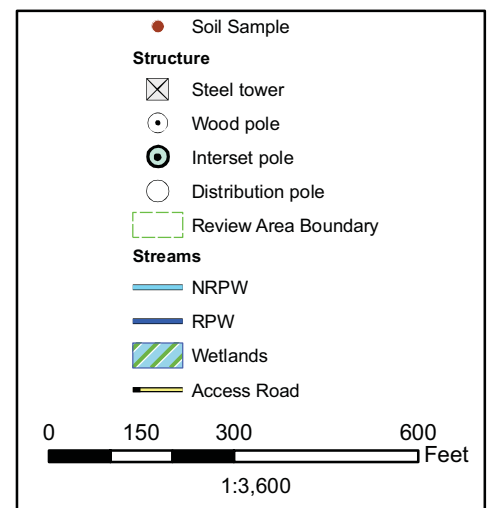 Soil Sample
Structure
Steel tower
Wood pole
Interset pole
Distribution pole
Review Area Boundary
Streams
NRPW
RPW
Wetlands
Access Road
0 150 300 600
Feet
1:3,600